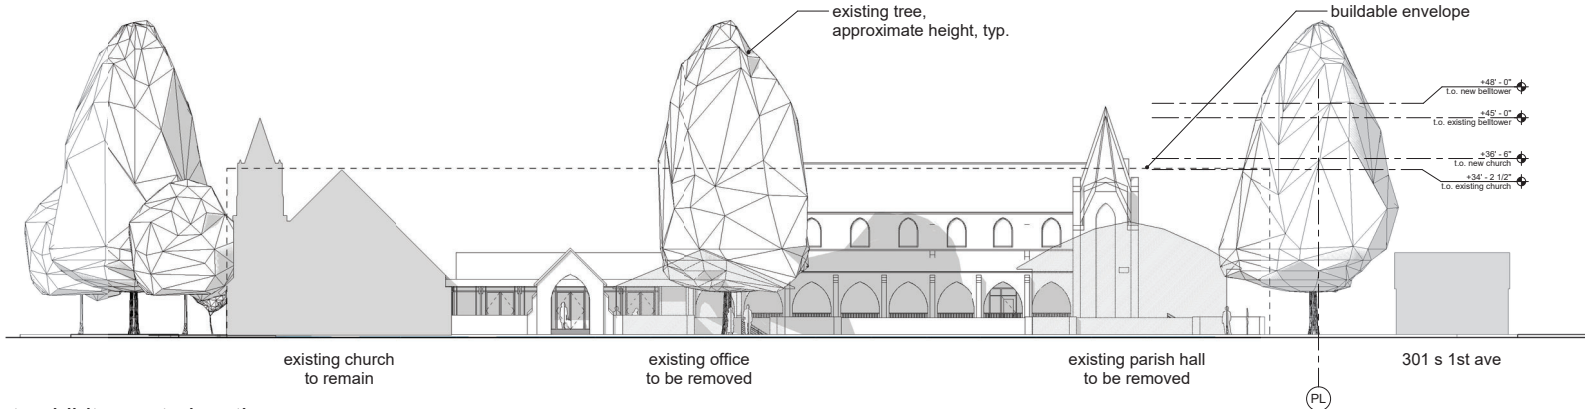 existing tree,
approximate height, typ.
buildable envelope
+48' - 0"
t.o. new belltower
+45' - 0"
t.o. existing belltower
+36' - 6"
t.o. new church
+34' - 2 1/2"
t.o. existing church
existing church
to remain
existing office
to be removed
existing parish hall
to be removed
301 s 1st ave
PL